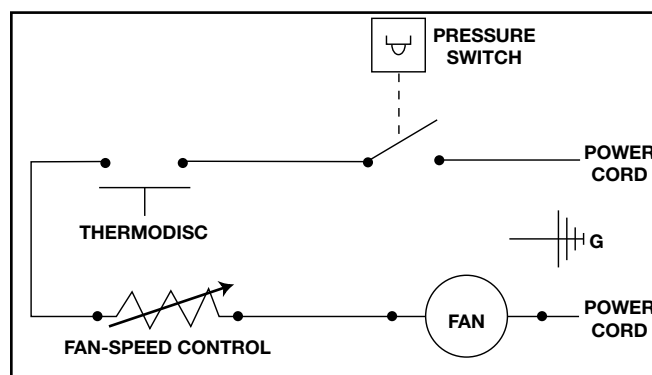 PRESSURE
SWITCH
POWER
CORD
THERMODISC
G
POWER
CORD
FAN
FAN-SPEED CONTROL